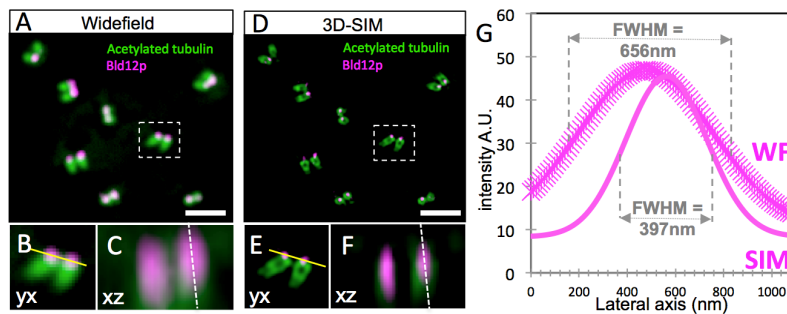 A
Widefield
Acetylated tubulin
Bld12p
B
yx
C
xz
D
3D-SIM
Acetylated tubulin
Bld12p
E
yx
F
xz
G
intensity A.U.
60
50
40
30
20
10
0
FWHM =
656nm
WF
FWHM =
397nm
SIM
0 200 400 600 800 1000
Lateral axis (nm)